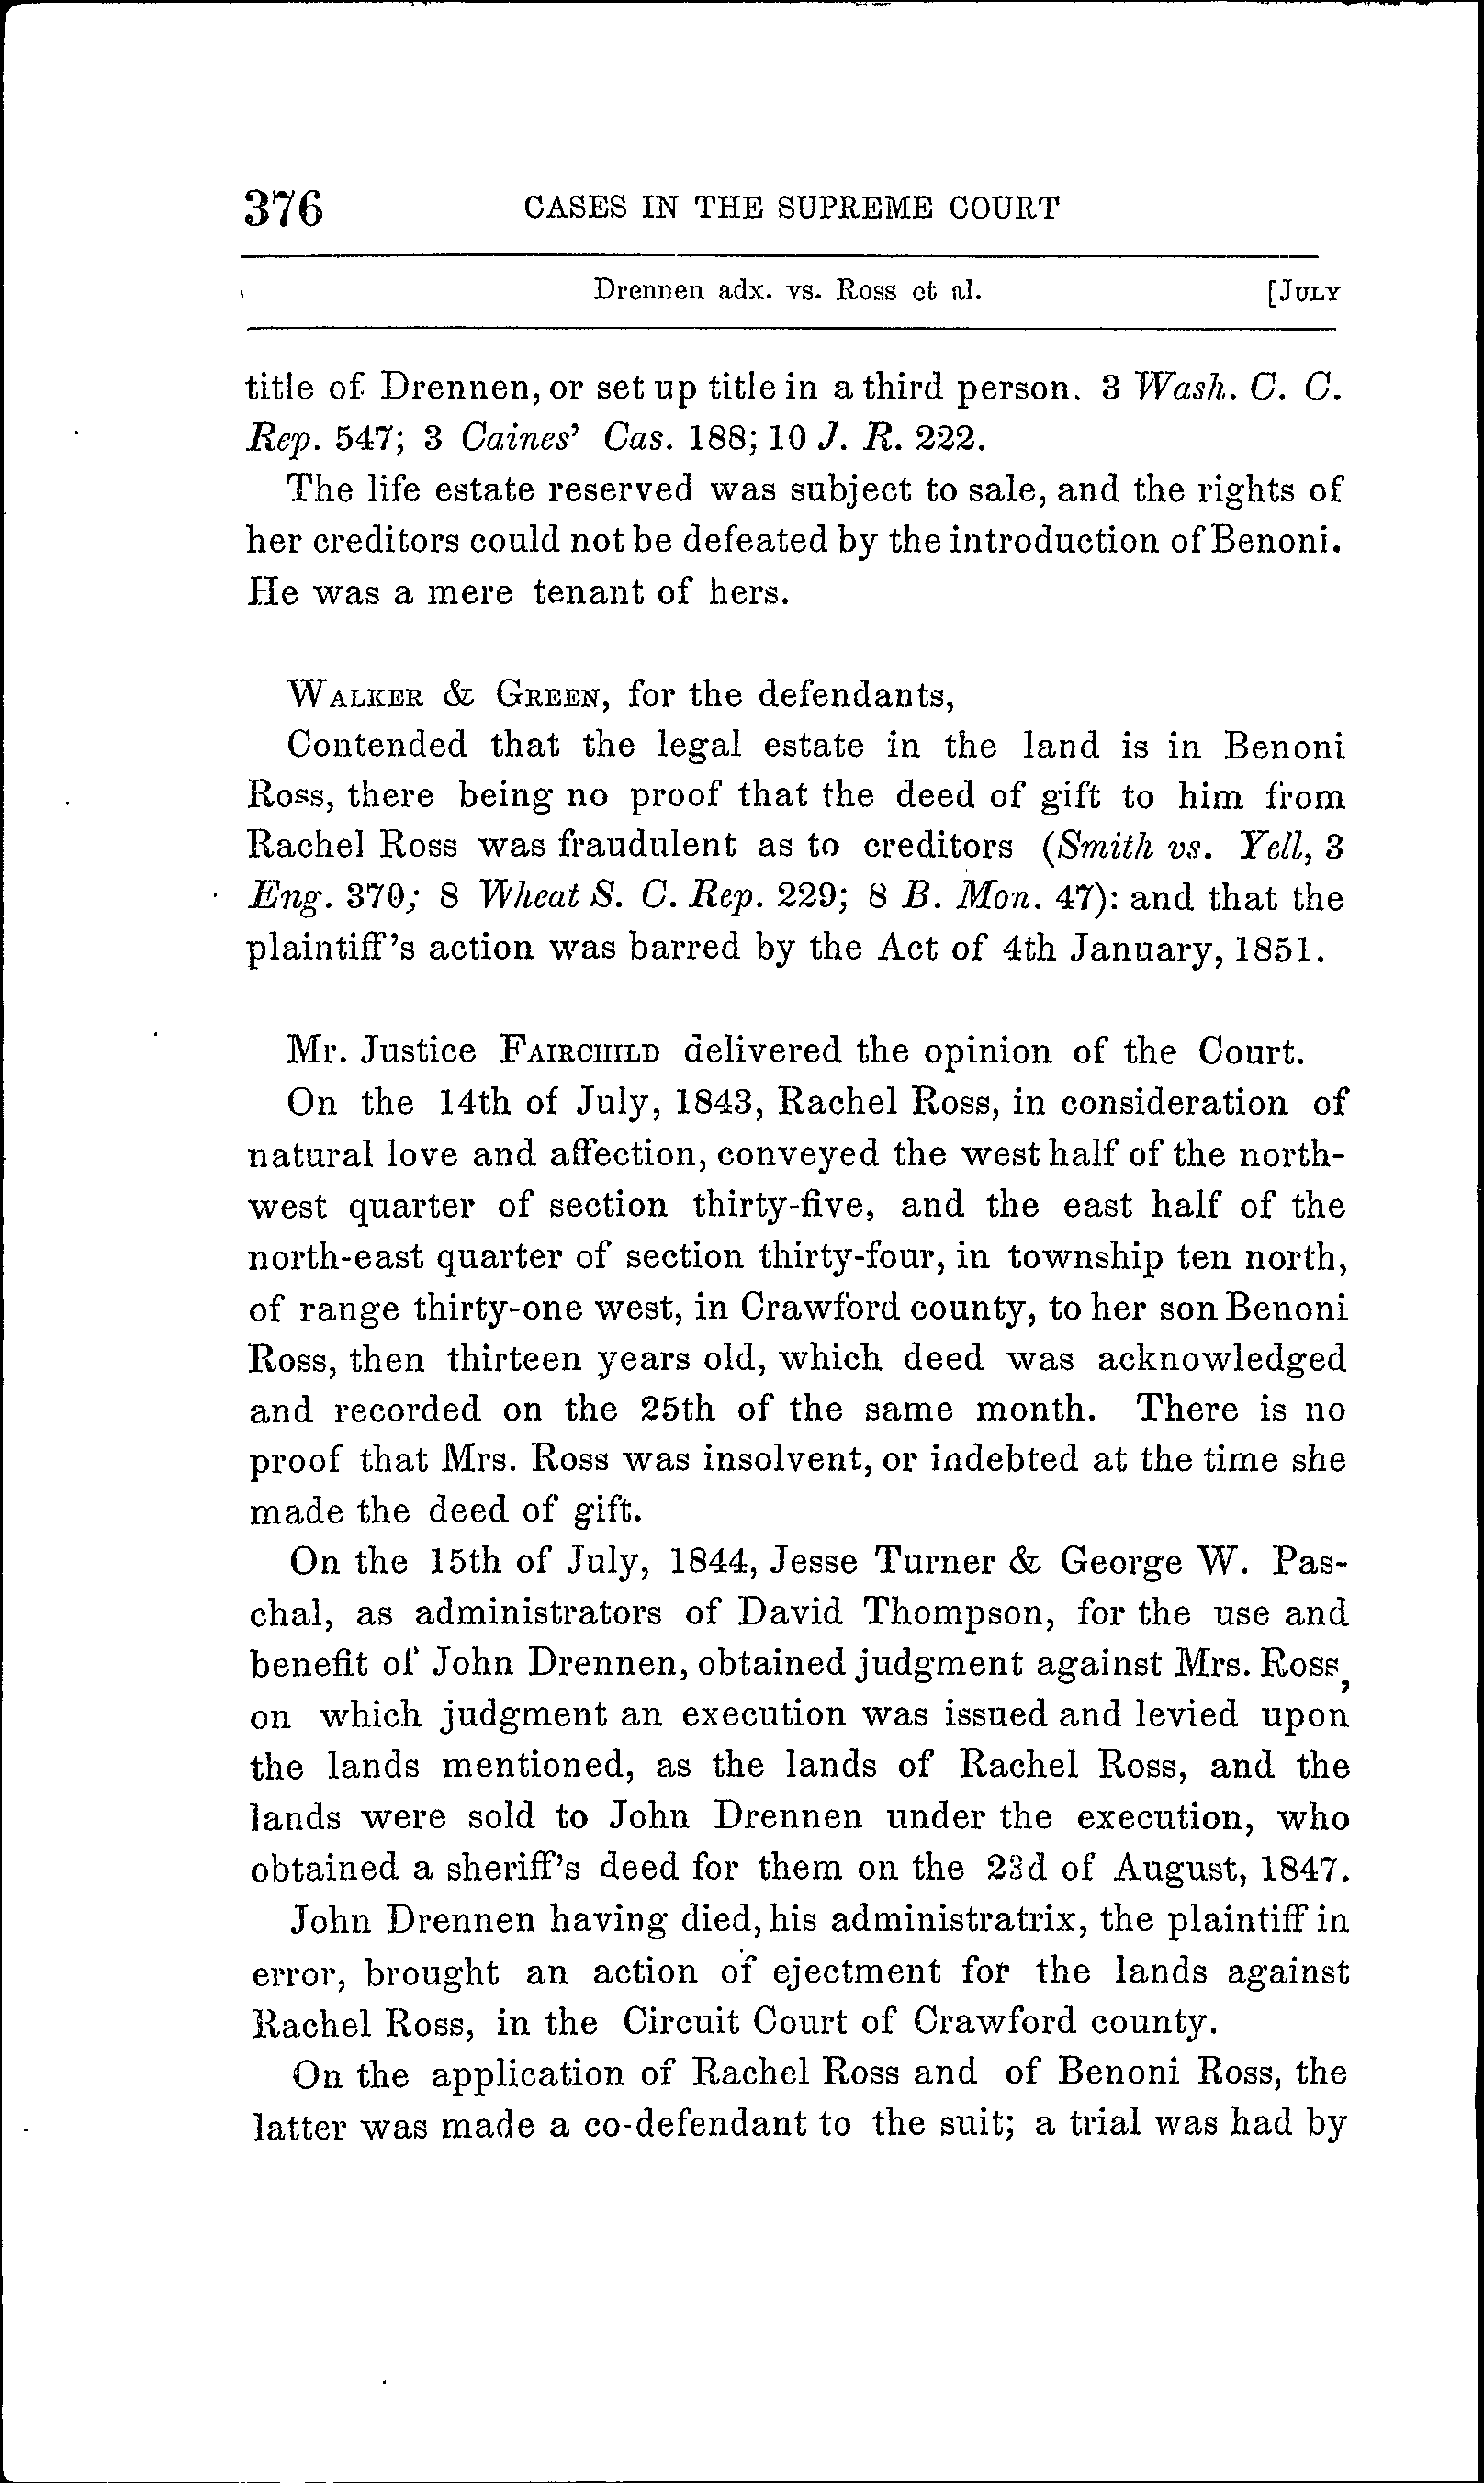 376 CASES IN THE SUPREME COURT
Drennen adx. vs. Ross et al. [JULY
title of Drennen, or set up title in a third person. 3 Wash. C. C.
Rep. 547; 3 Caines' Cas. 188; 10 J. R. 222.
The life estate reserved was subject to sale, and the rights of
her creditors could not be defeated by the introduction of Benoni.
He was a mere tenant of hers.
WALKER & GREEN, for the defendants,
Contended that the legal estate in the land is in Benoni
Ross, there being no proof that the deed of gift to him from
Rachel Ross was fraudulent as to creditors (Smith vs. Yell, 3
Eng. 370; 8 Wheat S. C. Rep. 229; 8 B. Mon. 47): and that the
plaintiff's action was barred by the Act of 4th January, 1851.
Mr. Justice FAIRCHILD delivered the opinion of the Court.
On the 14th of July, 1843, Rachel Ross, in consideration of
natural love and affection, conveyed the west half of the north-
west quarter of section thirty-five, and the east half of the
north-east quarter of section thirty-four, in township ten north,
of range thirty-one west, in Crawford county, to her son Benoni
Ross, then thirteen years old, which deed was acknowledged
and recorded on the 25th of the same month. There is no
proof that Mrs. Ross was insolvent, or indebted at the time she
made the deed of gift.
On the 15th of July, 1844, Jesse Turner & George W. Pas-
chal, as administrators of David Thompson, for the use and
benefit of John Drennen, obtained judgment against Mrs. Ross,
on which judgment an execution was issued and levied upon
the lands mentioned, as the lands of Rachel Ross, and the
lands were sold to John Drennen under the execution, who
obtained a sheriff's deed for them on the 23d of August, 1847.
John Drennen having died, his administratrix, the plaintiff in
error, brought an action of ejectment for the lands against
Rachel Ross, in the Circuit Court of Crawford county.
On the application of Rachel Ross and of Benoni Ross, the
latter was made a co-defendant to the suit; a trial was had by